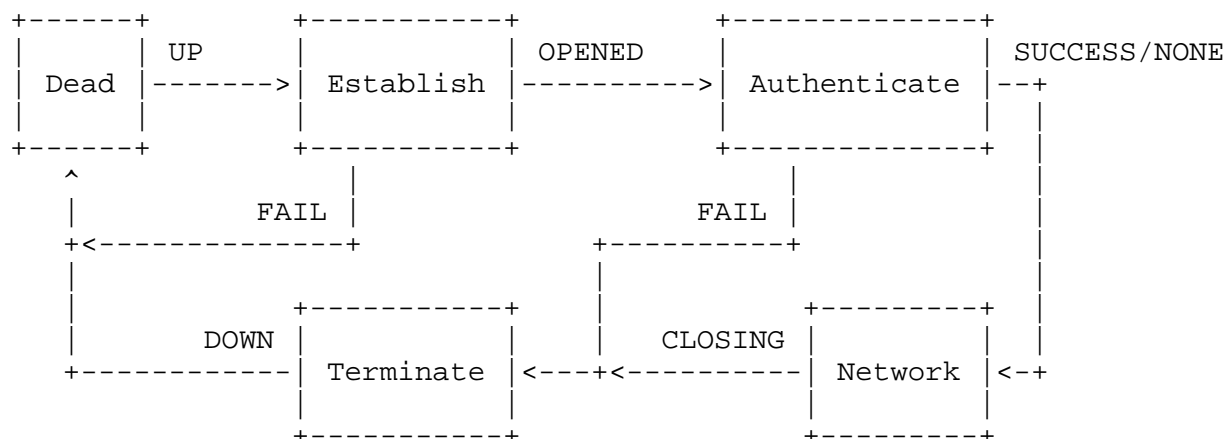 UP OPENED SUCCESS/NONE
Dead Establish Authenticate
FAIL FAIL
DOWN CLOSING
Terminate Network